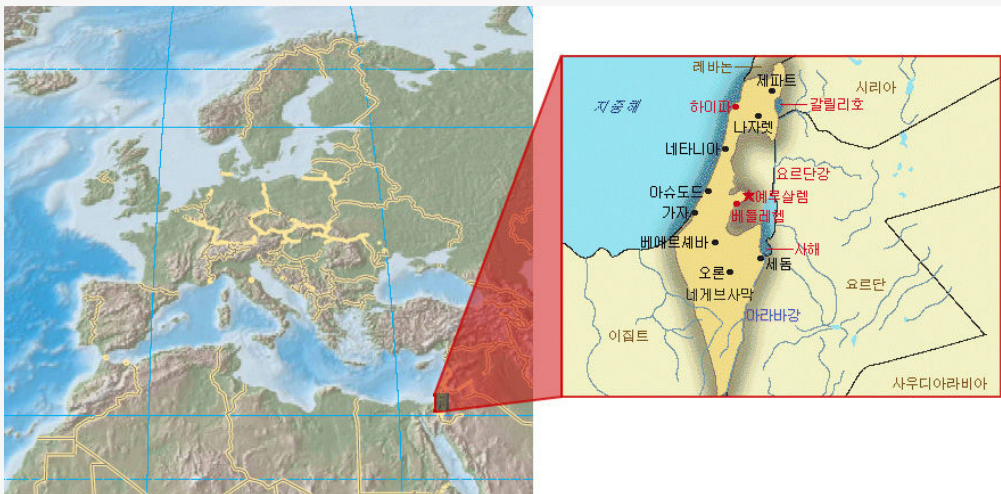 레바논
제파트
시리아
지중해
하이파
갈릴리호
나자렛
네타니아
요르단강
아슈도드
예루살렘
가자
베들레헴
베에르셰바
사해
세돔
오론
요르단
네게브사막
아라바강
이집트
사우디아라비아